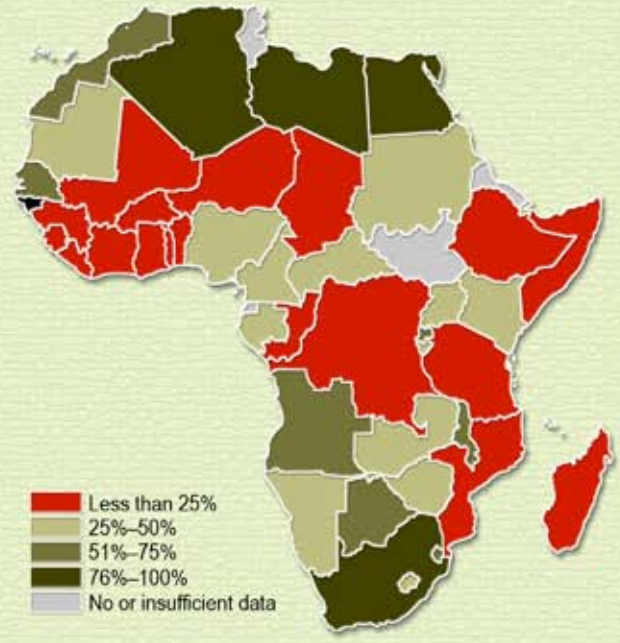 Less than 25%
25%–50%
51%–75%
76%–100%
No or insufficient data